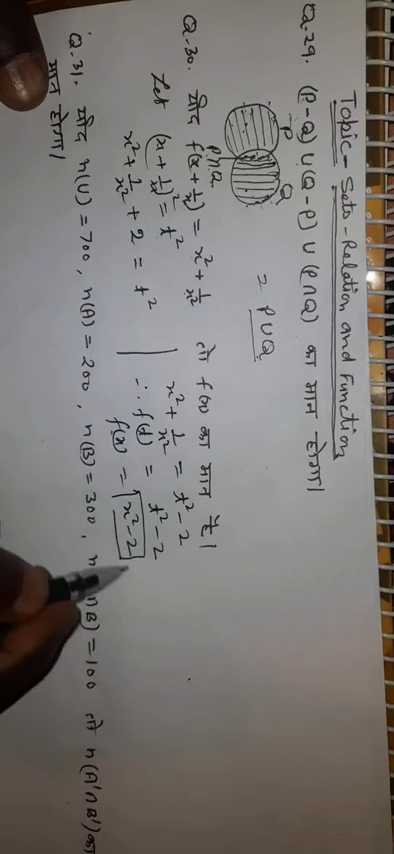 Topic - Sets - Relation and Function
Q.29. (P-Q) ∪ (Q-P) ∪ (P∩Q) का मान होगा।
P
Q
P∩Q
= P∪Q
Q.30. यदि f(x+1/x) = x²+1/x² तो f(x) का मान है।
Let (x+1/x)² = t²
x²+1/x²+2 = t²
x²+1/x² = t²-2
∴ f(t) = t²-2
f(x) = x²-2
Q.31. यदि n(U) = 700, n(A) = 200, n(B) = 300, n ∩B) = 100 तो n(A'∩B') का
मान होगा।